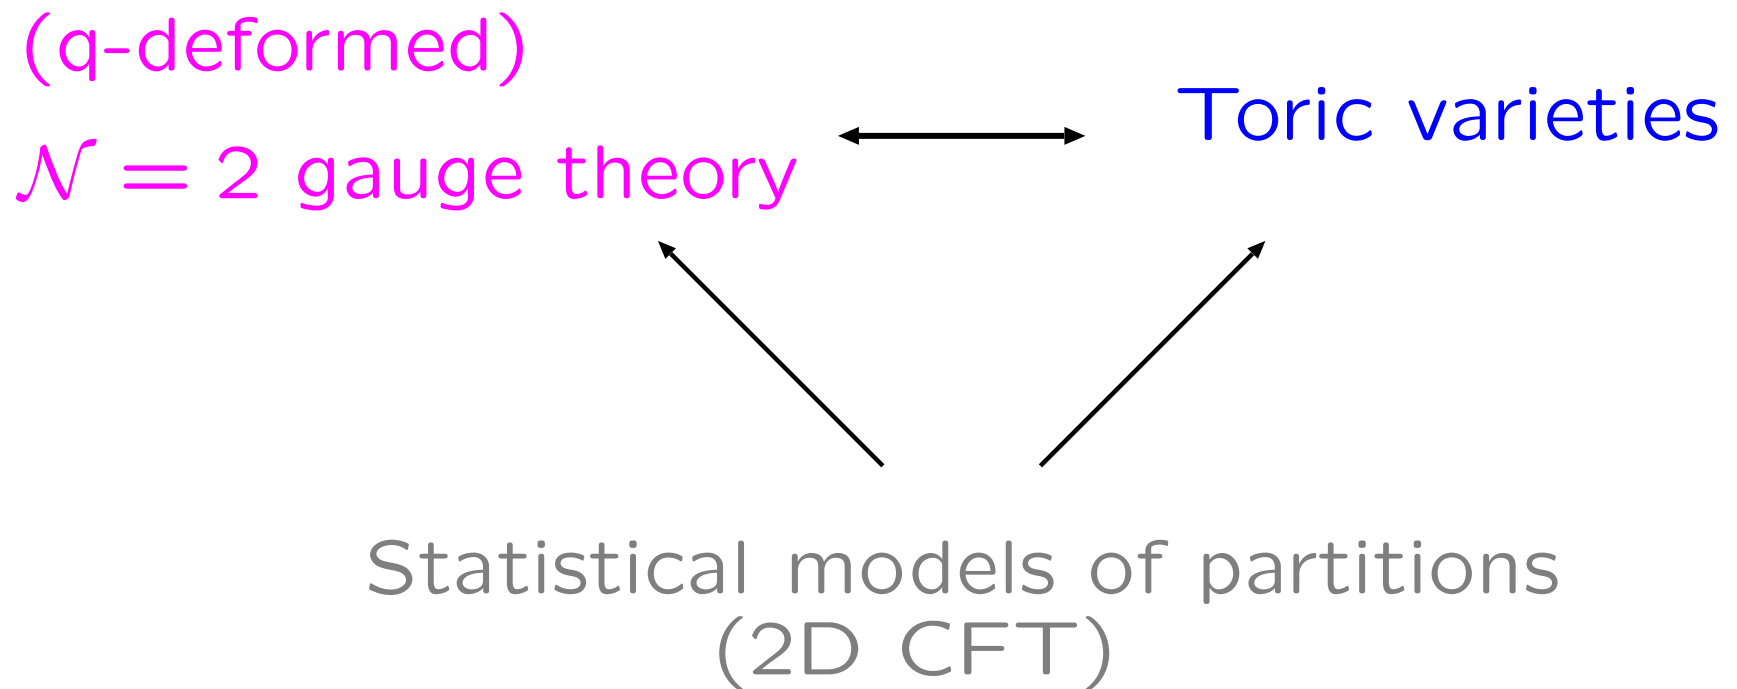 (q-deformed)
𝒩 = 2 gauge theory
Toric varieties
Statistical models of partitions
(2D CFT)